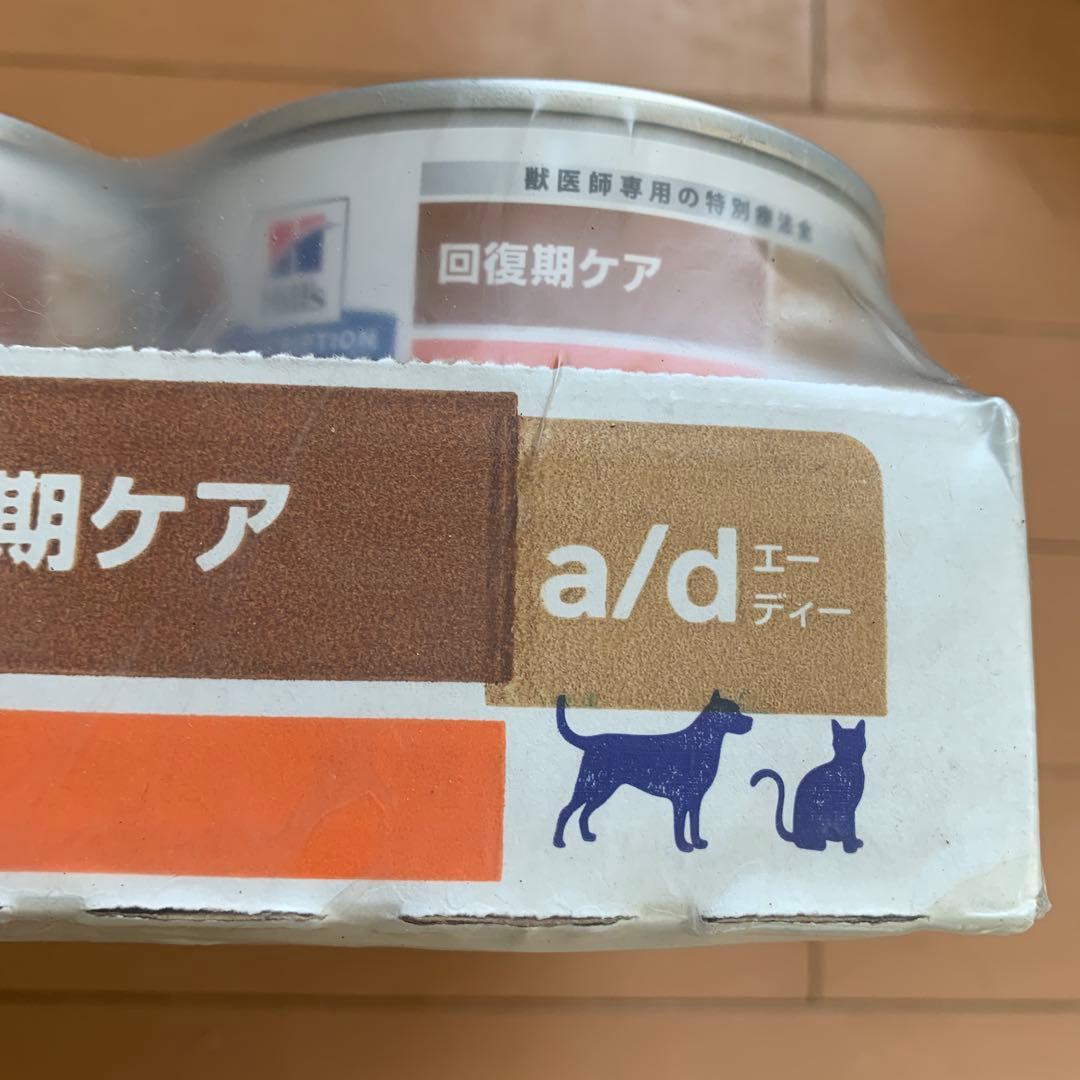 獣医師専用の特別療法食
回復期ケア
Hill's
期ケア
a/d エー
ディー